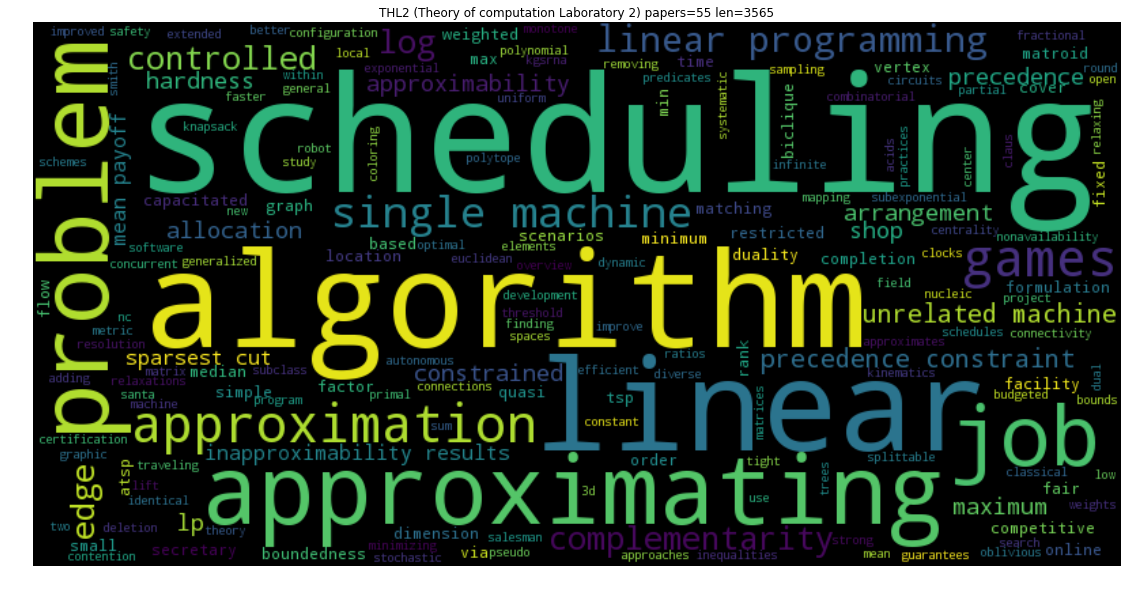 THL2 (Theory of computation Laboratory 2) papers=55 len=3565
improved safety extended better configuration monotone fractional
controlled log weighted linear programming matroid
problem smith local max polynomial kgsrna removing time sampling vertex precedence round
hardness within exponential approximability predicates circuits partial cover open
general faster uniform min systematic biclique combinatorial
scheduling
knapsack robot study coloring polytope infinite acids practices center claus fixed relaxing
schemes mean payoff capacitated new graph single machine matching mapping subexponential arrangement
allocation scenarios minimum restricted shop centrality nonavailability
software based optimal elements duality completion clocks games
concurrent generalized location euclidean overview dynamic field formulation
algorithm
flow nc development nucleic project
metric threshold finding spaces improve unrelated machine
resolution schedules connectivity approximates
sparsest cut autonomous ratios rank precedence constraint
adding matrix median subclass constrained efficient diverse kinematics
relaxations factor connections facility dual
santa simple program primal quasi tsp linear matrices budgeted bounds
machine sum constant job
certification approximation
graphic inapproximability results order tight splittable
edge atsp traveling trees classical low
lift approximating 3d use fair
identical maximum weights
two deletion lp theory dimension salesman complementarity competitive
small secretary boundedness minimizing via pseudo strong search online
contention stochastic approaches inequalities mean guarantees oblivious